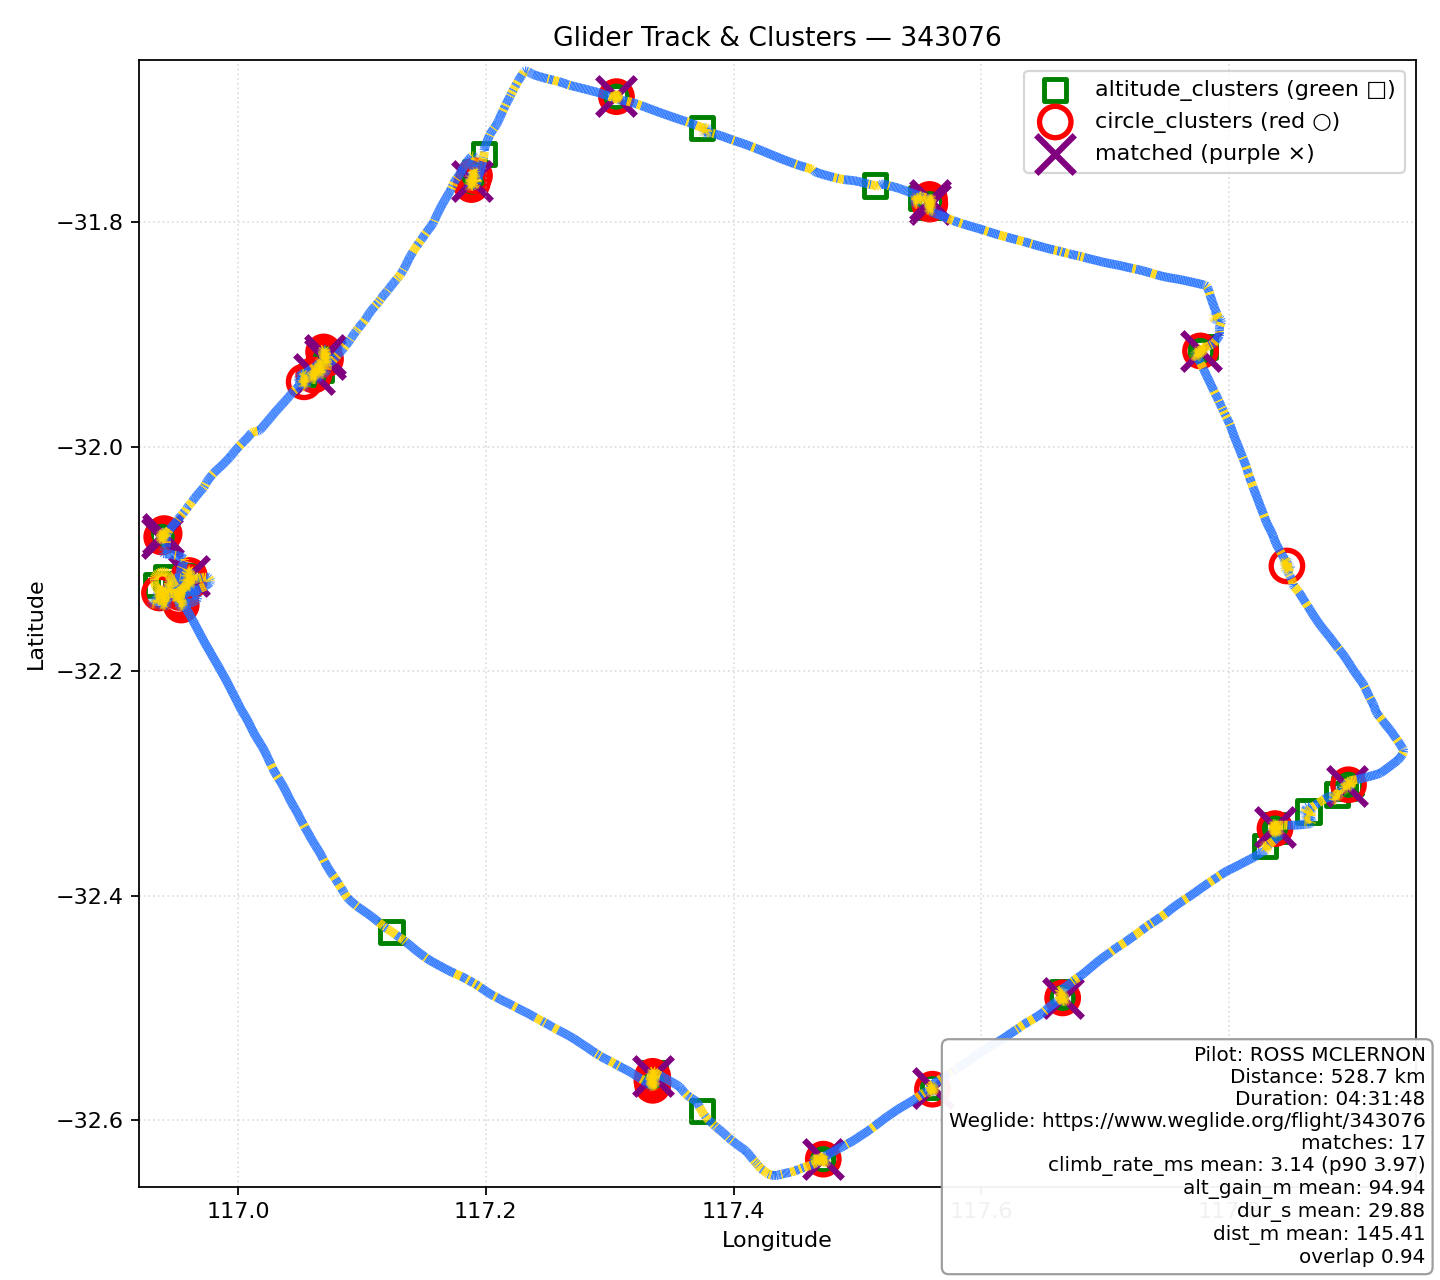 Glider Track & Clusters — 343076
altitude_clusters (green □)
circle_clusters (red ○)
matched (purple ×)
Latitude
−31.8
−32.0
−32.2
−32.4
−32.6
117.0
117.2
117.4
117.6
Longitude
Pilot: ROSS MCLERNON
Distance: 528.7 km
Duration: 04:31:48
Weglide: https://www.weglide.org/flight/343076
matches: 17
climb_rate_ms mean: 3.14 (p90 3.97)
alt_gain_m mean: 94.94
dur_s mean: 29.88
dist_m mean: 145.41
overlap 0.94